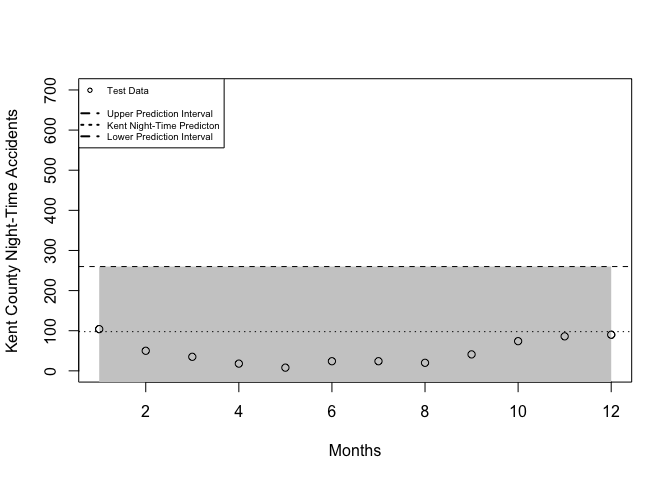 Kent County Night-Time Accidents
700
600
500
400
300
200
100
0
Test Data
Upper Prediction Interval
Kent Night-Time Predicton
Lower Prediction Interval
2 4 6 8 10 12
Months